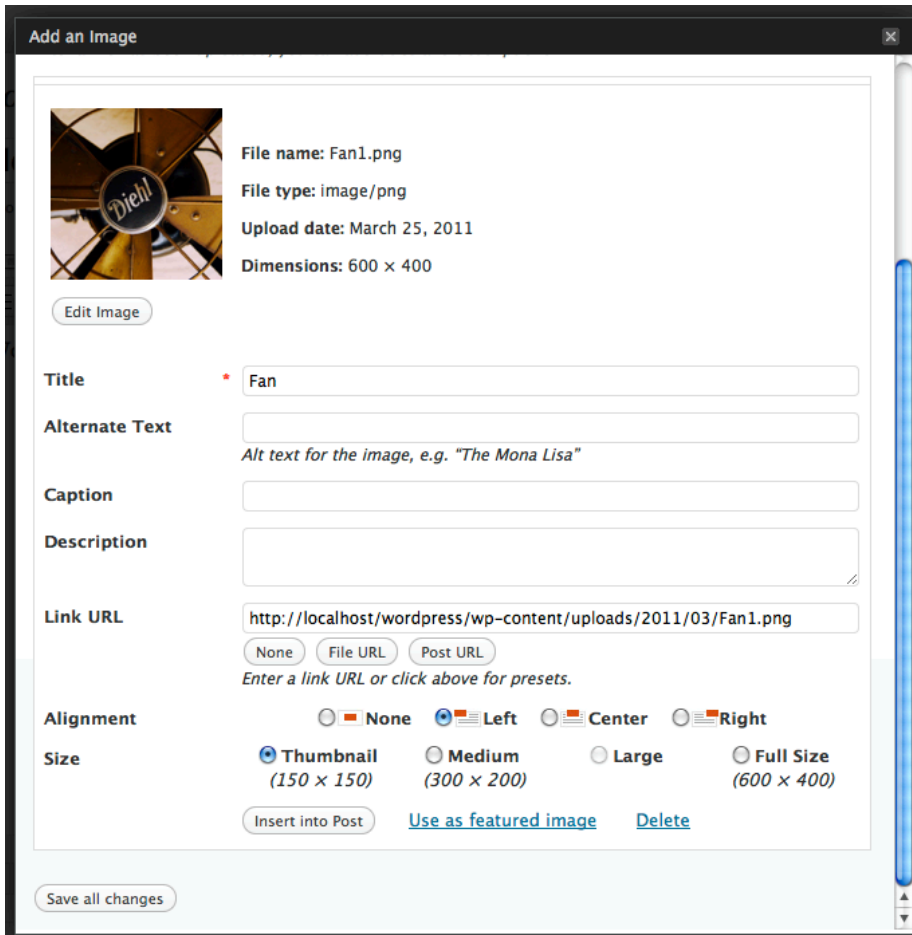 Add an Image
Diehl
File name: Fan1.png
File type: image/png
Upload date: March 25, 2011
Dimensions: 600 × 400
Edit Image
Title * Fan
Alternate Text
Alt text for the image, e.g. “The Mona Lisa”
Caption
Description
Link URL http://localhost/wordpress/wp-content/uploads/2011/03/Fan1.png
None File URL Post URL
Enter a link URL or click above for presets.
Alignment None Left Center Right
Size Thumbnail Medium Large Full Size
(150 × 150) (300 × 200) (600 × 400)
Insert into Post Use as featured image Delete
Save all changes